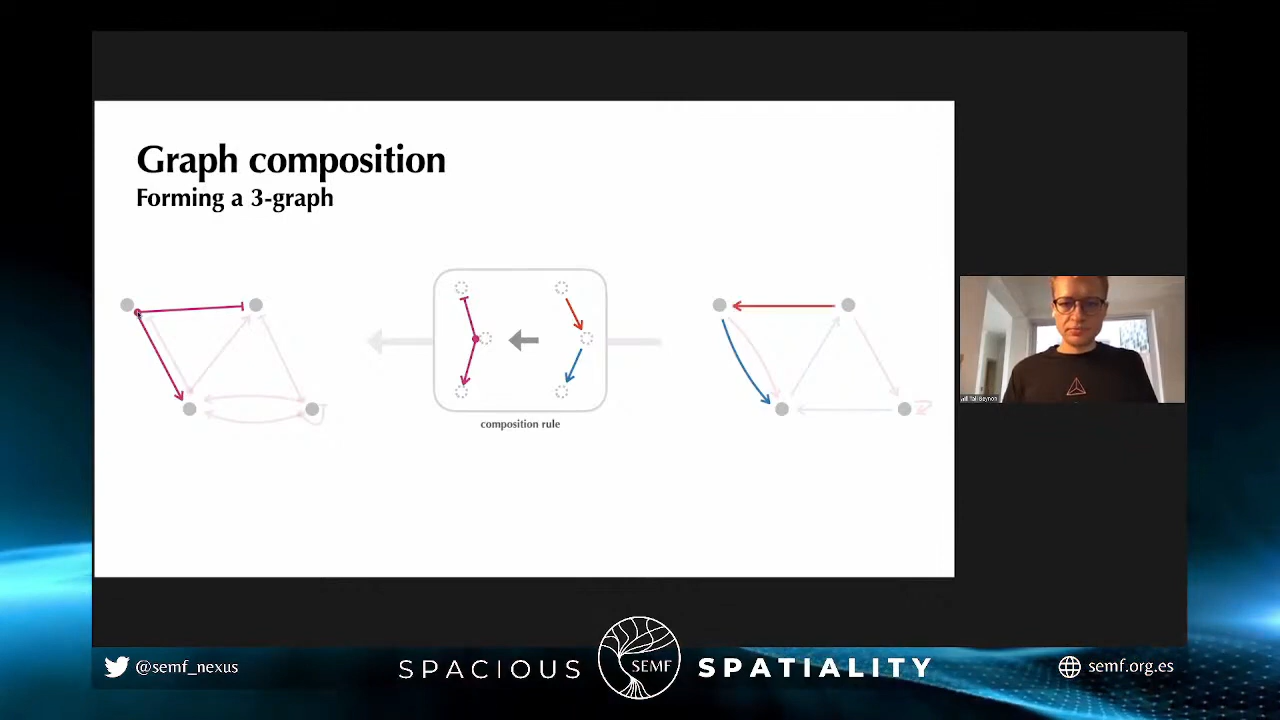 Graph composition
Forming a 3-graph
composition rule
@semf_nexus
SPACIOUS
SEMF
SPATIALITY
semf.org.es